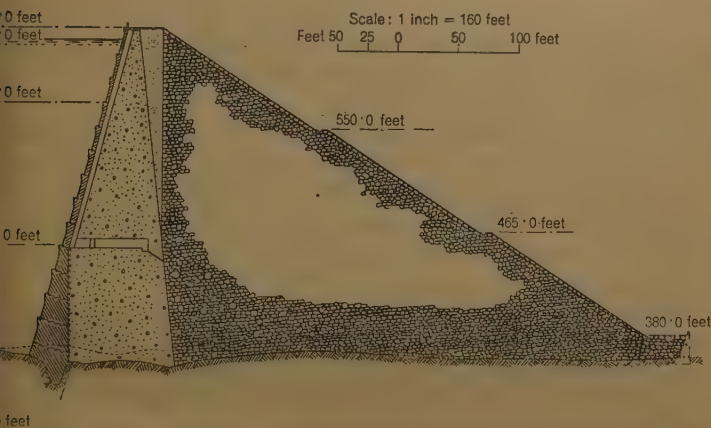 Scale: 1 inch = 160 feet
Feet 50 25 0 50 100 feet
·0 feet
·0 feet
·0 feet
550·0 feet
465·0 feet
0 feet
380·0 feet
feet